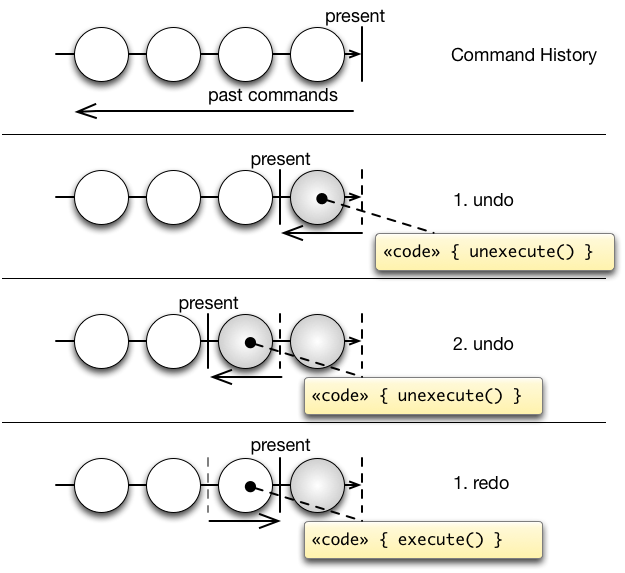 present
Command History
past commands
present
1. undo
«code» { unexecute() }
present
2. undo
«code» { unexecute() }
present
1. redo
«code» { execute() }